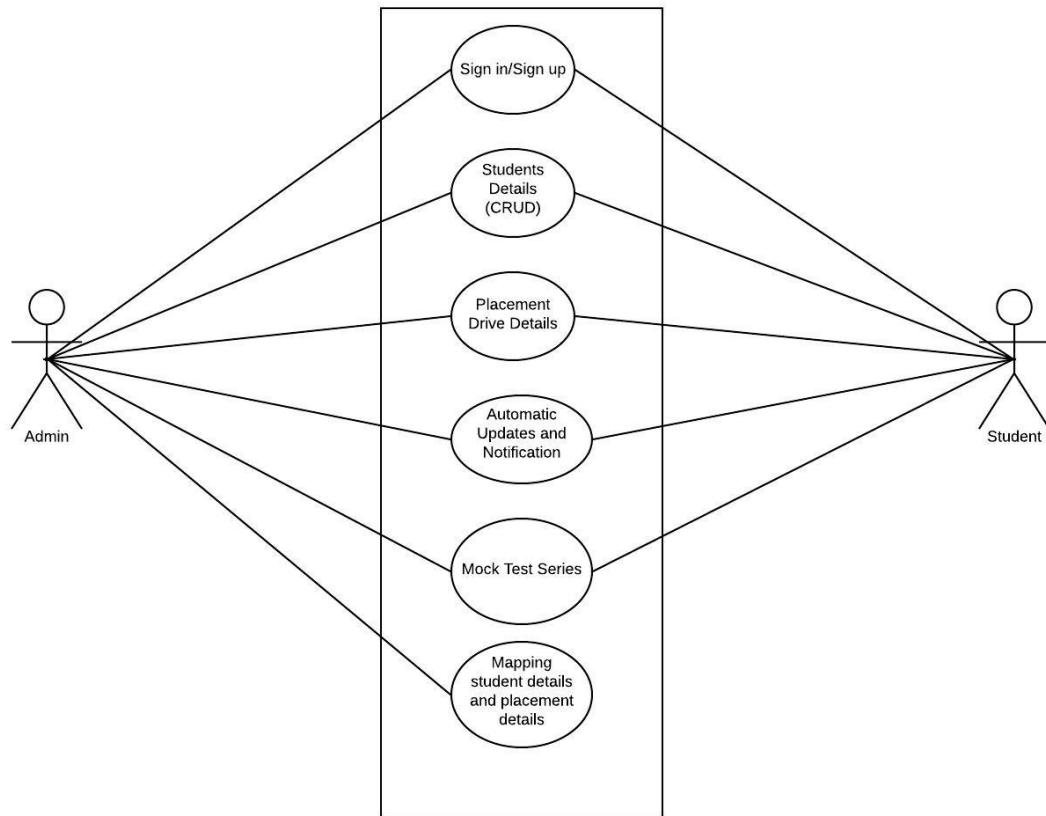 Sign in/Sign up
Students
Details
(CRUD)
Placement
Drive Details
Automatic
Updates and
Notification
Admin
Student
Mock Test Series
Mapping
student details
and placement
details